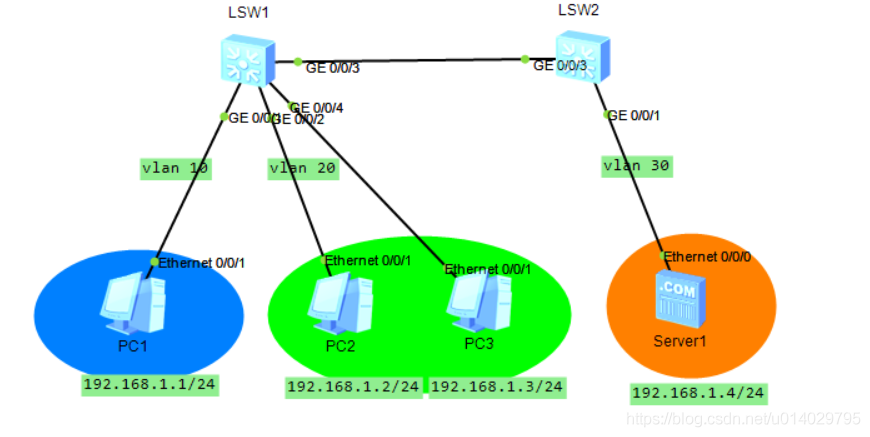 LSW1
LSW2
GE 0/0/3
GE 0/0/3
GE 0/0/4
GE 0/0/1
GE 0/0/2
GE 0/0/1
vlan 10
vlan 20
vlan 30
Ethernet 0/0/1
Ethernet 0/0/1
Ethernet 0/0/1
Ethernet 0/0/0
.COM
PC1
PC2
PC3
Server1
192.168.1.1/24
192.168.1.2/24
192.168.1.3/24
192.168.1.4/24
https://blog.csdn.net/u014029795